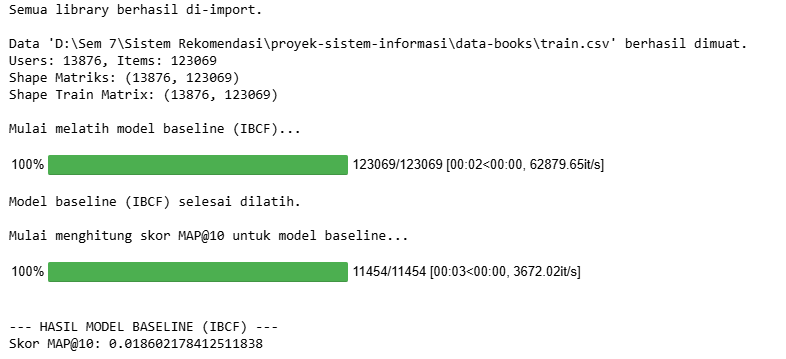 Semua library berhasil di-import.
Data 'D:\Sem 7\Sistem Rekomendasi\proyek-sistem-informasi\data-books\train.csv' berhasil dimuat.
Users: 13876, Items: 123069
Shape Matriks: (13876, 123069)
Shape Train Matrix: (13876, 123069)
Mulai melatih model baseline (IBCF)...
100% 123069/123069 [00:02<00:00, 62879.65it/s]
Model baseline (IBCF) selesai dilatih.
Mulai menghitung skor MAP@10 untuk model baseline...
100% 11454/11454 [00:03<00:00, 3672.02it/s]
--- HASIL MODEL BASELINE (IBCF) ---
Skor MAP@10: 0.018602178412511838